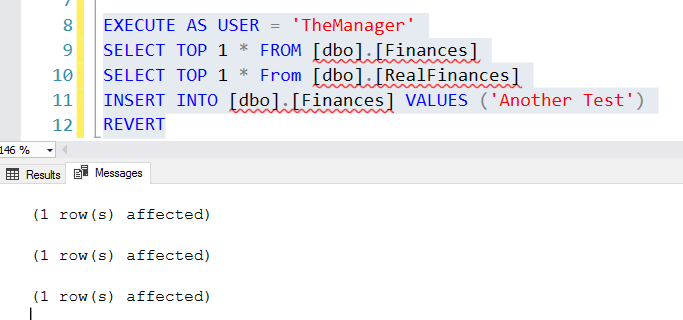 8 EXECUTE AS USER = 'TheManager'
9 SELECT TOP 1 * FROM [dbo].[Finances]
10 SELECT TOP 1 * From [dbo].[RealFinances]
11 INSERT INTO [dbo].[Finances] VALUES ('Another Test')
12 REVERT
146 %
Results Messages
(1 row(s) affected)
(1 row(s) affected)
(1 row(s) affected)